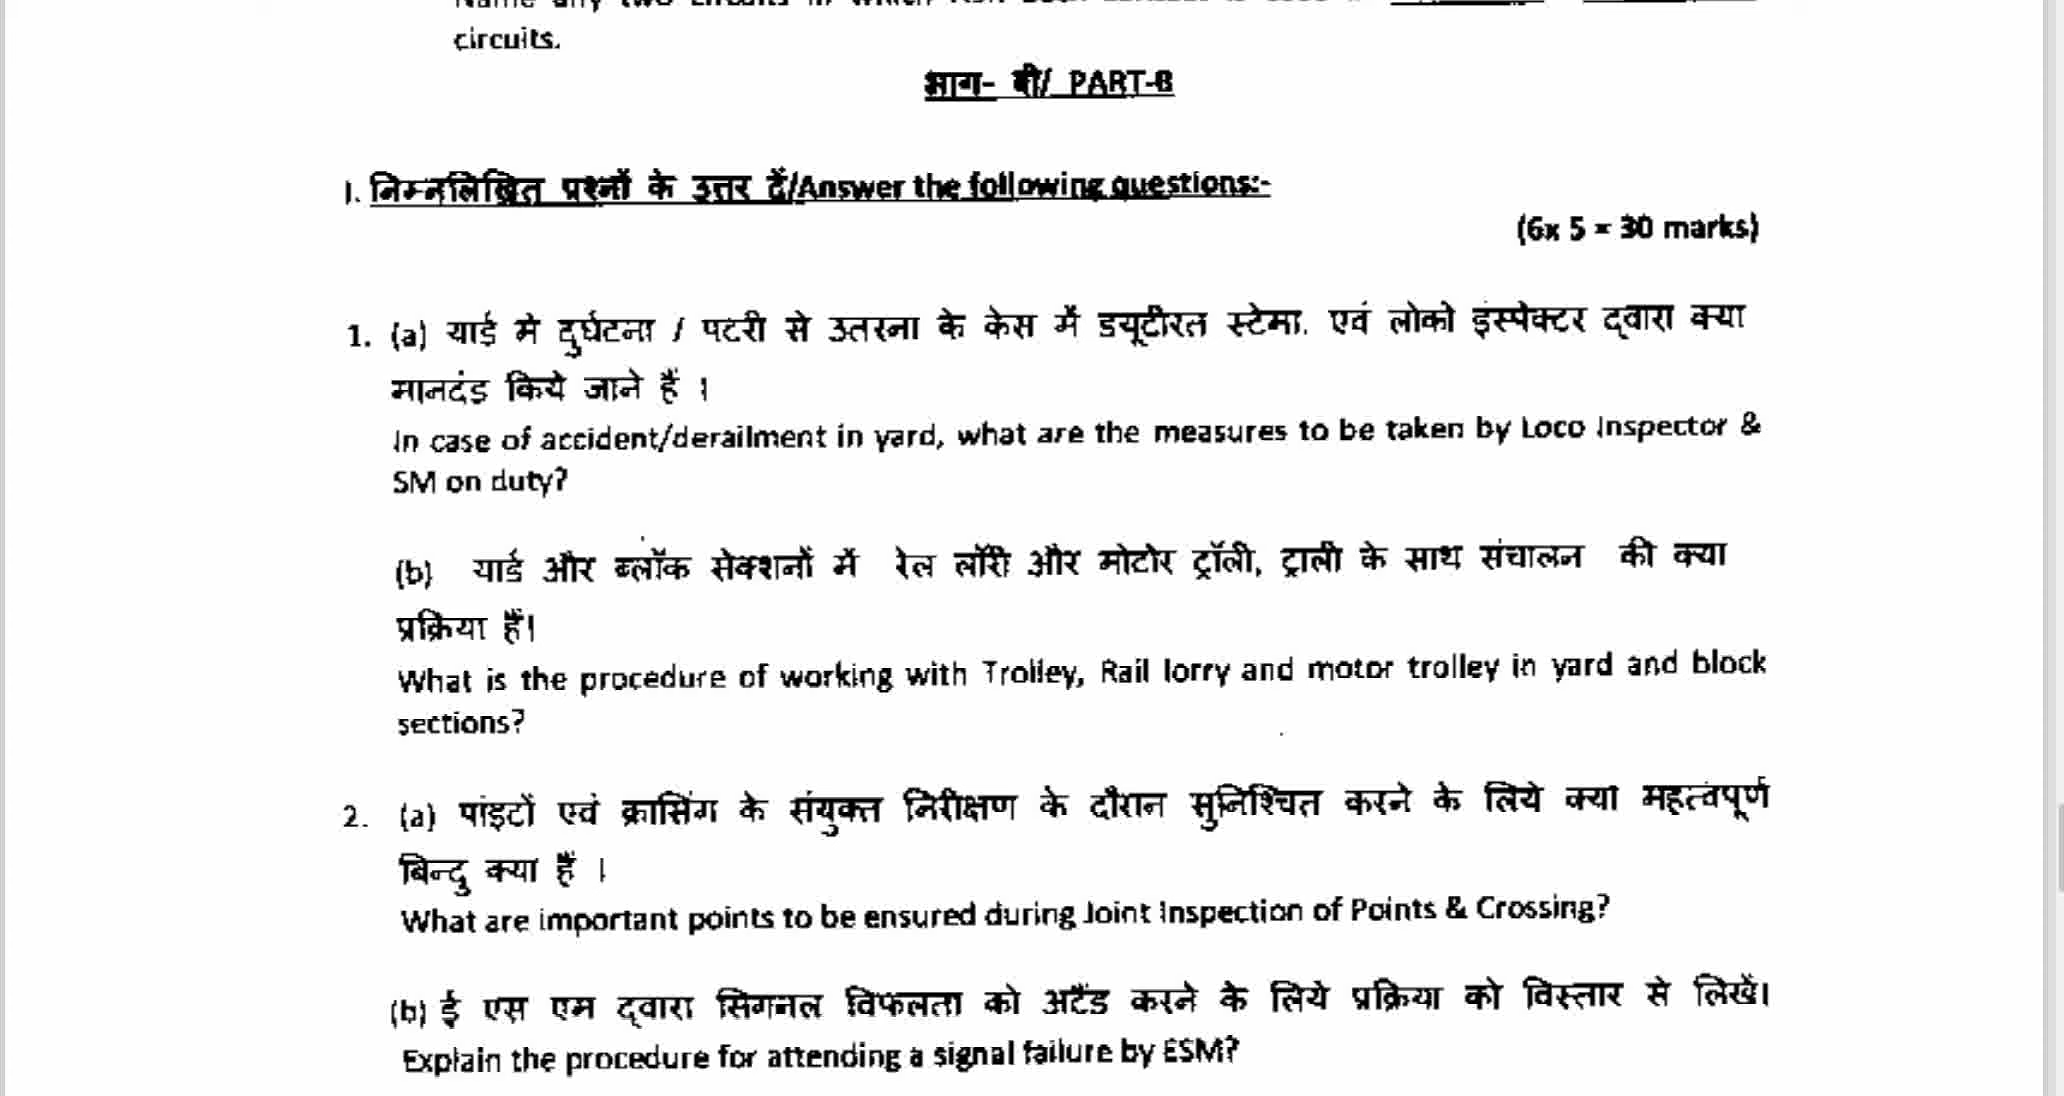 circuits.
भाग- बी/ PART-B
I. निम्नलिखित प्रश्नों के उत्तर दें/Answer the following questions:-
(6x 5 = 30 marks)
1. (a) यार्ड मे दुर्घटना / पटरी से उतरना के केस में डयूटीरत स्टेमा. एवं लोको इंस्पेक्टर द्वारा क्या
मानदंड किये जाने हैं ।
In case of accident/derailment in yard, what are the measures to be taken by Loco Inspector &
SM on duty?
(b) यार्ड और ब्लॉक सेक्शनों में रेल लॉरी और मोटोर ट्रॉली, ट्राली के साथ संचालन की क्या
प्रक्रिया हैं।
What is the procedure of working with Trolley, Rail lorry and motor trolley in yard and block
sections?
2. (a) पांइटों एवं क्रासिंग के संयुक्त निरीक्षण के दौरान सुनिश्चित करने के लिये क्या महत्वपूर्ण
बिन्दु क्या हैं ।
What are important points to be ensured during Joint Inspection of Points & Crossing?
(b) ई एस एम द्वारा सिगनल विफलता को अटैंड करने के लिये प्रक्रिया को विस्तार से लिखें।
Explain the procedure for attending a signal failure by ESM?